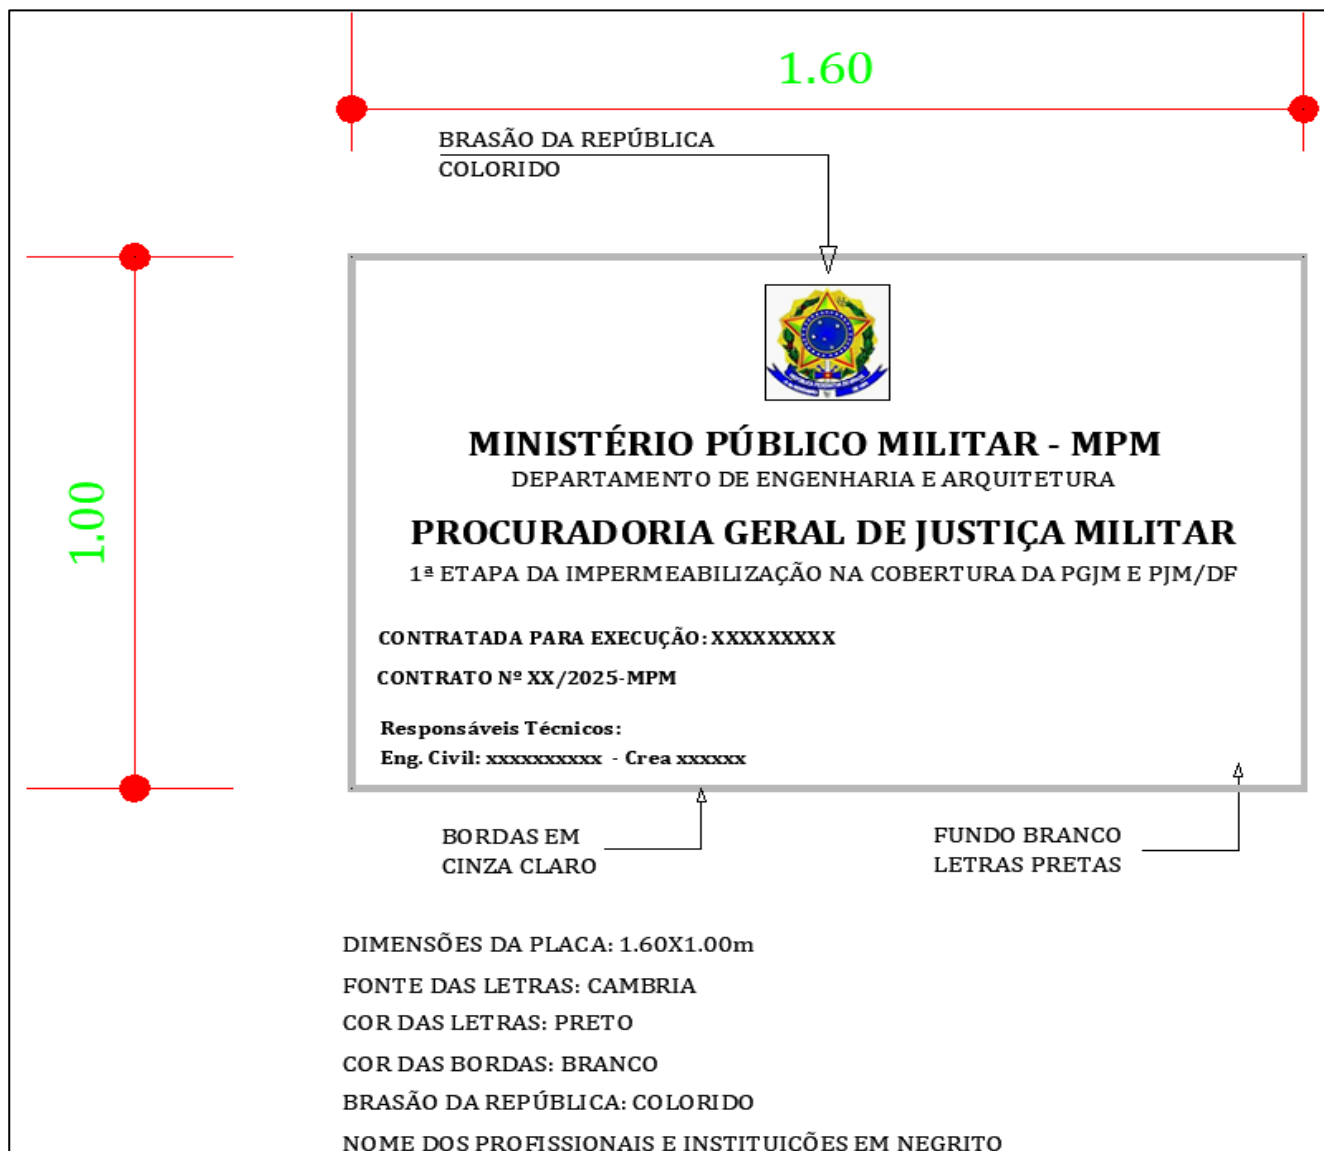 1.60
BRASÃO DA REPÚBLICA
COLORIDO
MINISTÉRIO PÚBLICO MILITAR - MPM
DEPARTAMENTO DE ENGENHARIA E ARQUITETURA
1.00
PROCURADORIA GERAL DE JUSTIÇA MILITAR
1ª ETAPA DA IMPERMEABILIZAÇÃO NA COBERTURA DA PGJM E PJM/DF
CONTRATADA PARA EXECUÇÃO: XXXXXXXXX
CONTRATO Nº XX/2025-MPM
Responsáveis Técnicos:
Eng. Civil: xxxxxxxxxx - Crea xxxxxx
BORDAS EM
CINZA CLARO
FUNDO BRANCO
LETRAS PRETAS
DIMENSÕES DA PLACA: 1.60X1.00m
FONTE DAS LETRAS: CAMBRIA
COR DAS LETRAS: PRETO
COR DAS BORDAS: BRANCO
BRASÃO DA REPÚBLICA: COLORIDO
NOME DOS PROFISSIONAIS E INSTITUIÇÕES EM NEGRITO